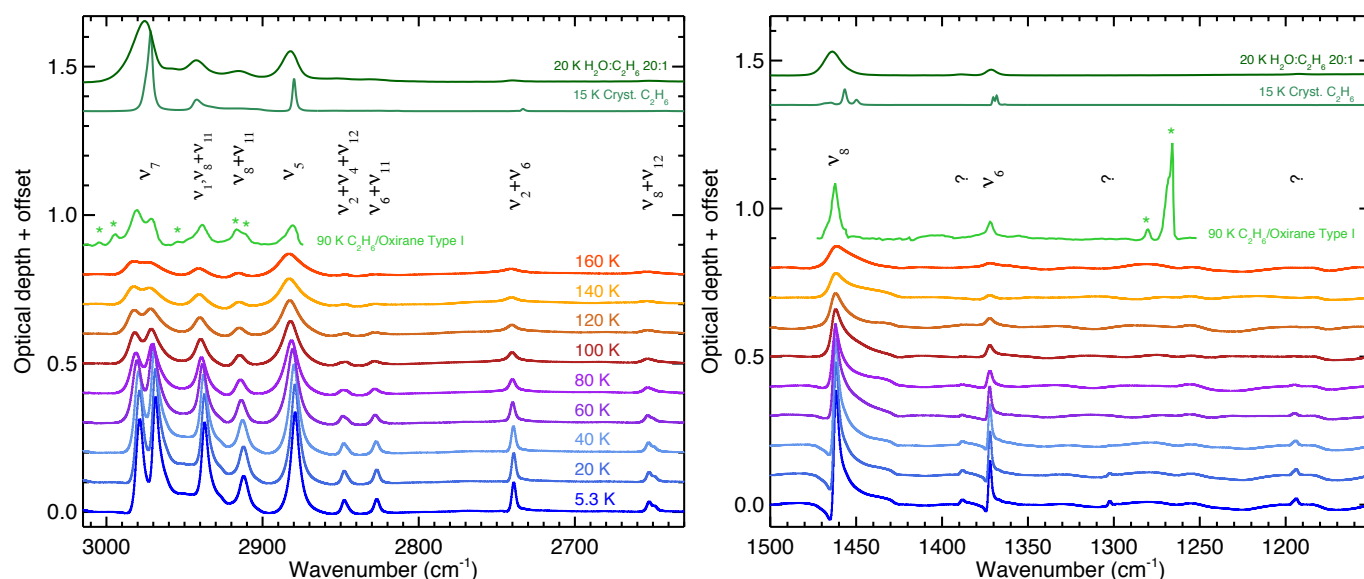 20 K H₂O:C₂H₆ 20:1
15 K Cryst. C₂H₆
ν₇
ν₁,ν₈+ν₁₁
ν₈+ν₁₁
ν₅
ν₂+ν₄+ν₁₂
ν₆+ν₁₁
ν₂+ν₆
ν₈+ν₁₂
* * * * *
90 K C₂H₆/Oxirane Type I
160 K
140 K
120 K
100 K
80 K
60 K
40 K
20 K
5.3 K
1.5
1.0
0.5
0.0
Optical depth + offset
3000 2900 2800 2700
Wavenumber (cm⁻¹)
20 K H₂O:C₂H₆ 20:1
15 K Cryst. C₂H₆
ν₈
?
ν₆
?
?
* *
90 K C₂H₆/Oxirane Type I
1.5
1.0
0.5
0.0
Optical depth + offset
1500 1450 1400 1350 1300 1250 1200
Wavenumber (cm⁻¹)